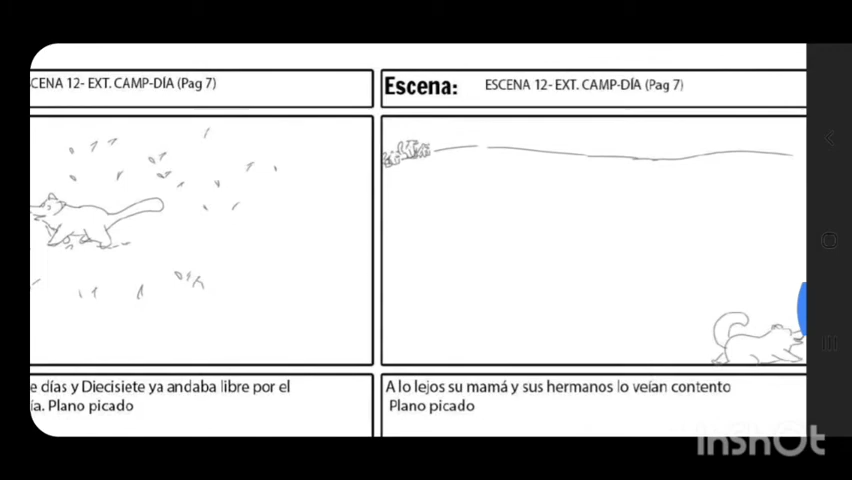 CENA 12- EXT. CAMP-DÍA (Pag 7)
Escena: ESCENA 12- EXT. CAMP-DÍA (Pag 7)
e días y Diecisiete ya andaba libre por el
ía. Plano picado
A lo lejos su mamá y sus hermanos lo veían contento
Plano picado
InShOt